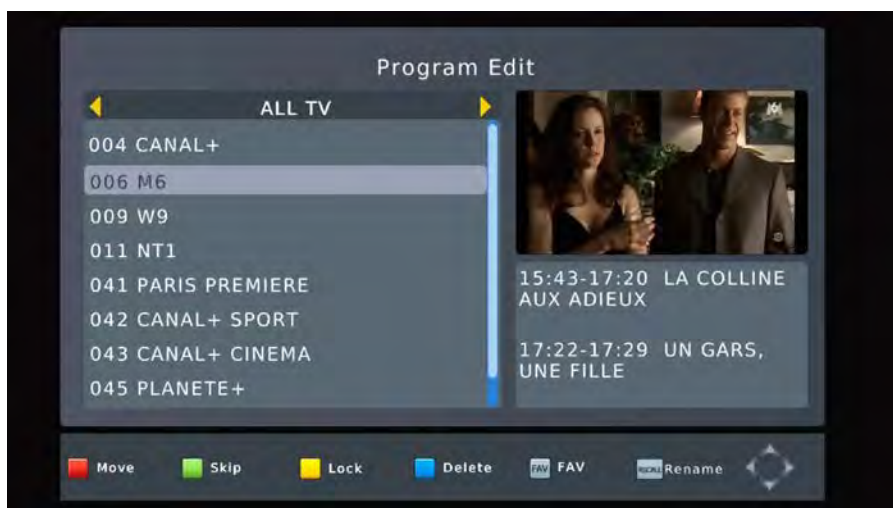 Program Edit
ALL TV
004 CANAL+
006 M6
009 W9
011 NT1
041 PARIS PREMIERE
042 CANAL+ SPORT
043 CANAL+ CINEMA
045 PLANETE+
M6
15:43-17:20 LA COLLINE
AUX ADIEUX
17:22-17:29 UN GARS,
UNE FILLE
Move Skip Lock Delete FAV FAV RECALL Rename